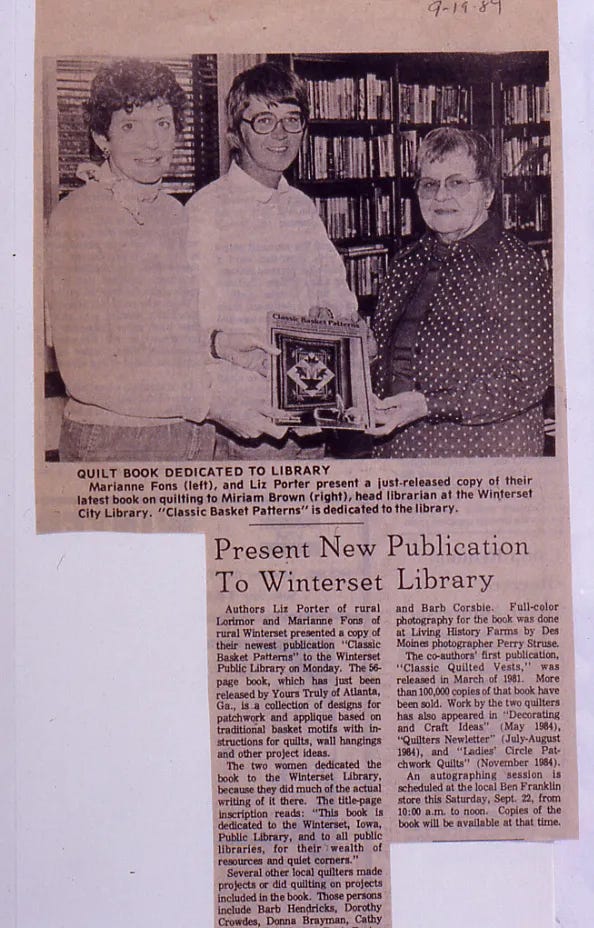 9-19-84
Classic Basket Patterns
QUILT BOOK DEDICATED TO LIBRARY
Marianne Fons (left), and Liz Porter present a just-released copy of their
latest book on quilting to Miriam Brown (right), head librarian at the Winterset
City Library. "Classic Basket Patterns" is dedicated to the library.
Present New Publication
To Winterset Library
Authors Liz Porter of rural
Lorimor and Marianne Fons of
rural Winterset presented a copy of
their newest publication "Classic
Basket Patterns" to the Winterset
Public Library on Monday. The 56-
page book, which has just been
released by Yours Truly of Atlanta,
Ga., is a collection of designs for
patchwork and applique based on
traditional basket motifs with in-
structions for quilts, wall hangings
and other project ideas.
The two women dedicated the
book to the Winterset Library,
because they did much of the actual
writing of it there. The title-page
inscription reads: "This book is
dedicated to the Winterset, Iowa,
Public Library, and to all public
libraries, for their wealth of
resources and quiet corners."
Several other local quilters made
projects or did quilting on projects
included in the book. Those persons
include Barb Hendricks, Dorothy
Crowdes, Donna Brayman, Cathy
and Barb Corsbie. Full-color
photography for the book was done
at Living History Farms by Des
Moines photographer Perry Struse.
The co-authors' first publication,
"Classic Quilted Vests," was
released in March of 1981. More
than 100,000 copies of that book have
been sold. Work by the two quilters
has also appeared in "Decorating
and Craft Ideas" (May 1984),
"Quilters Newletter" (July-August
1984), and "Ladies' Circle Pat-
chwork Quilts" (November 1984).
An autographing session is
scheduled at the local Ben Franklin
store this Saturday, Sept. 22, from
10:00 a.m. to noon. Copies of the
book will be available at that time.